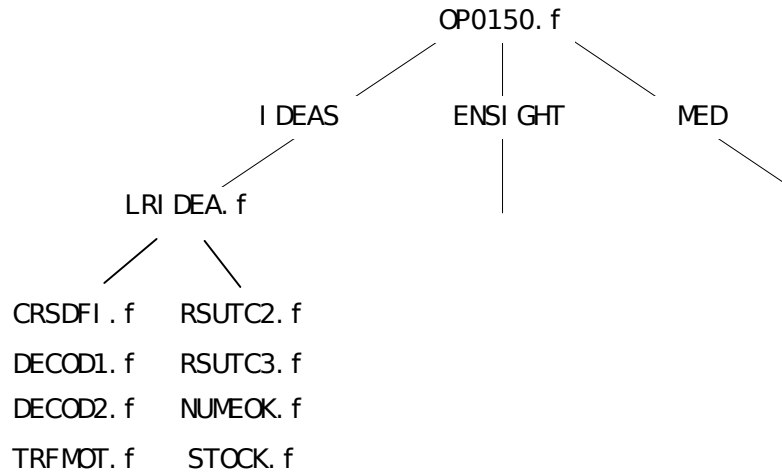 OP0150.f
IDEAS ENSIGHT MED
LRIDEA.f
CRSDFI.f RSUTC2.f
DECOD1.f RSUTC3.f
DECOD2.f NUMEOK.f
TRFMOT.f STOCK.f